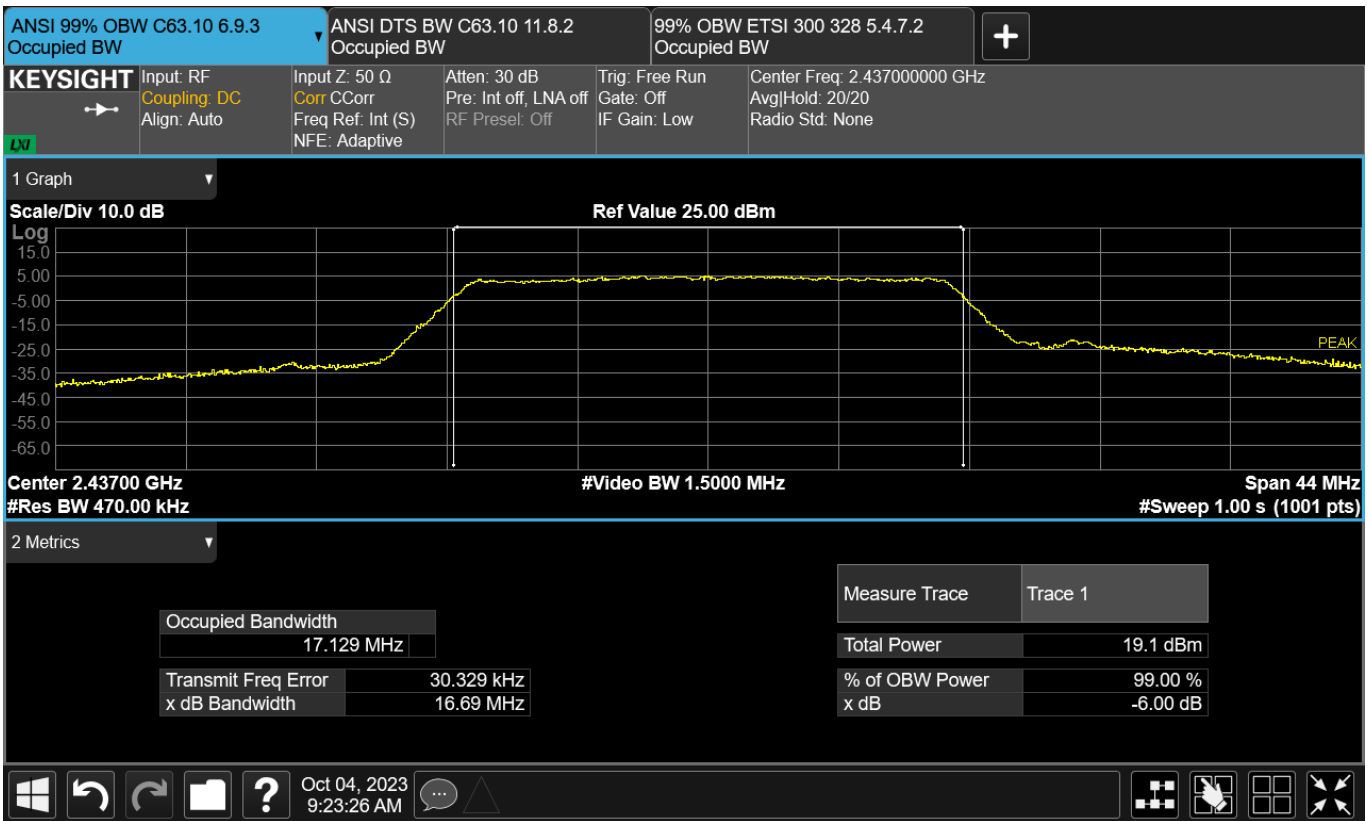 ANSI 99% OBW C63.10 6.9.3
Occupied BW
ANSI DTS BW C63.10 11.8.2
Occupied BW
99% OBW ETSI 300 328 5.4.7.2
Occupied BW
KEYSIGHT
LXI
Input: RF
Coupling: DC
Align: Auto
Input Z: 50 Ω
Corr CCorr
Freq Ref: Int (S)
NFE: Adaptive
Atten: 30 dB
Pre: Int off, LNA off
RF Presel: Off
Trig: Free Run
Gate: Off
IF Gain: Low
Center Freq: 2.437000000 GHz
Avg|Hold: 20/20
Radio Std: None
1 Graph
Scale/Div 10.0 dB
Ref Value 25.00 dBm
Log
15.0
5.00
-5.00
-15.0
-25.0
-35.0
-45.0
-55.0
-65.0
PEAK
Center 2.43700 GHz
#Video BW 1.5000 MHz
Span 44 MHz
#Res BW 470.00 kHz
#Sweep 1.00 s (1001 pts)
2 Metrics
Measure Trace Trace 1
Occupied Bandwidth
17.129 MHz
Total Power 19.1 dBm
Transmit Freq Error 30.329 kHz
% of OBW Power 99.00 %
x dB Bandwidth 16.69 MHz
x dB -6.00 dB
Oct 04, 2023
9:23:26 AM